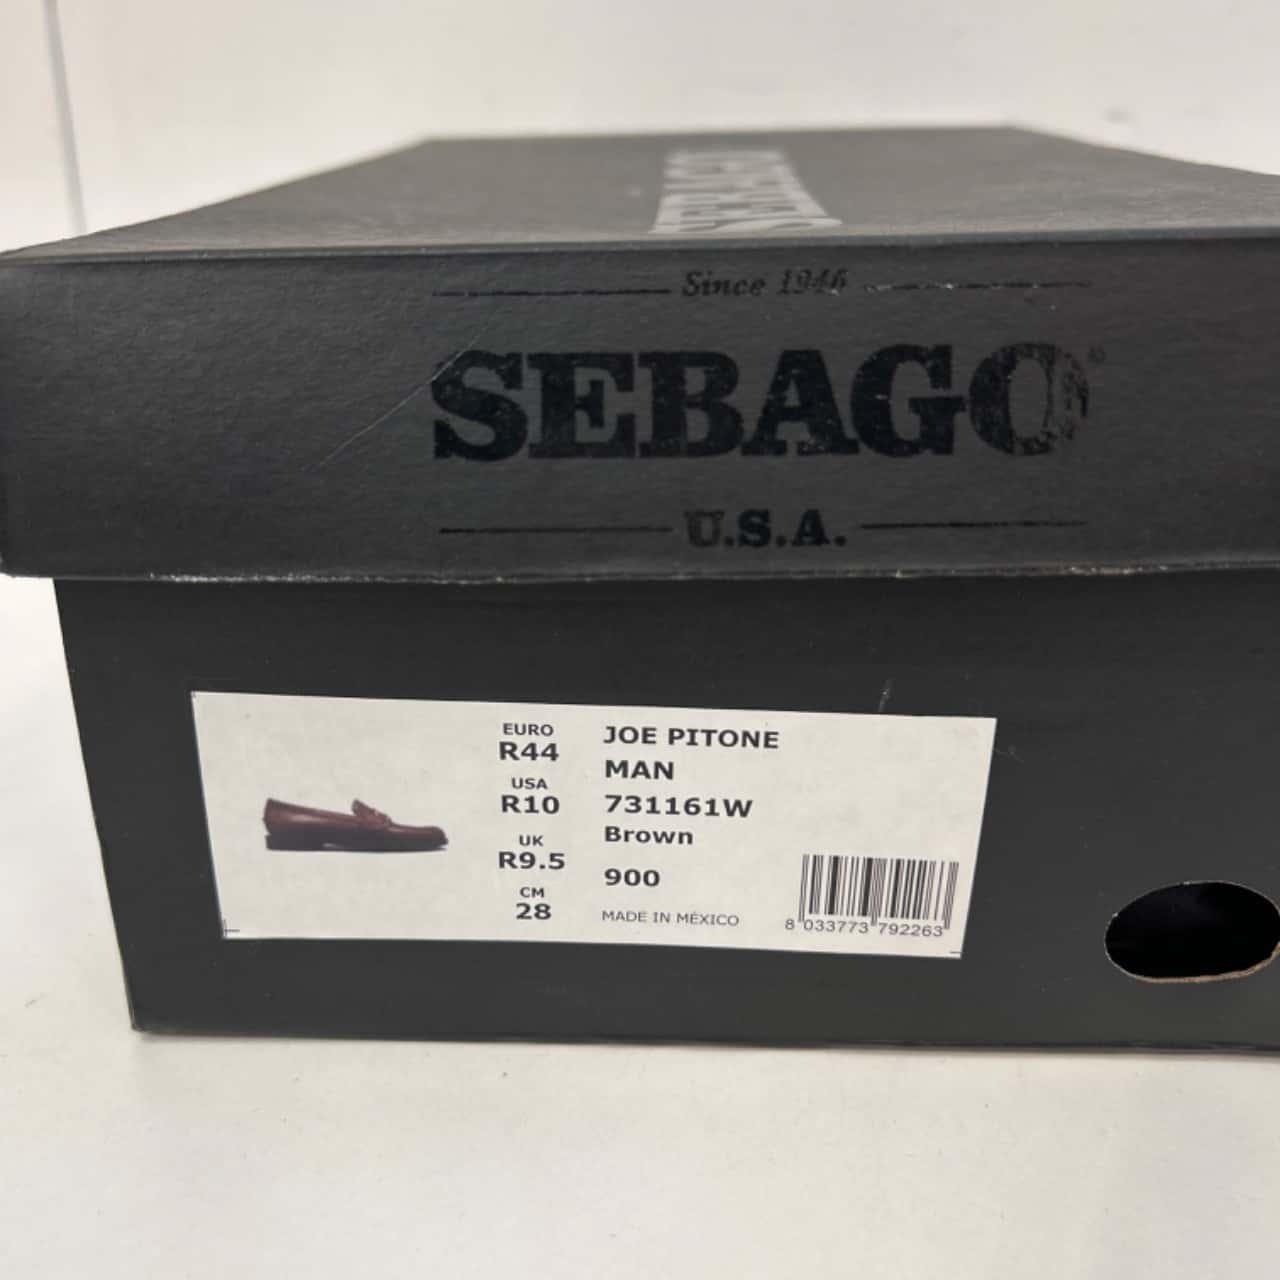 SEBAGO
Since 1946
SEBAGO®
U.S.A.
EURO
R44
USA
R10
UK
R9.5
CM
28
JOE PITONE
MAN
731161W
Brown
900
MADE IN MÉXICO
8 033773 792263